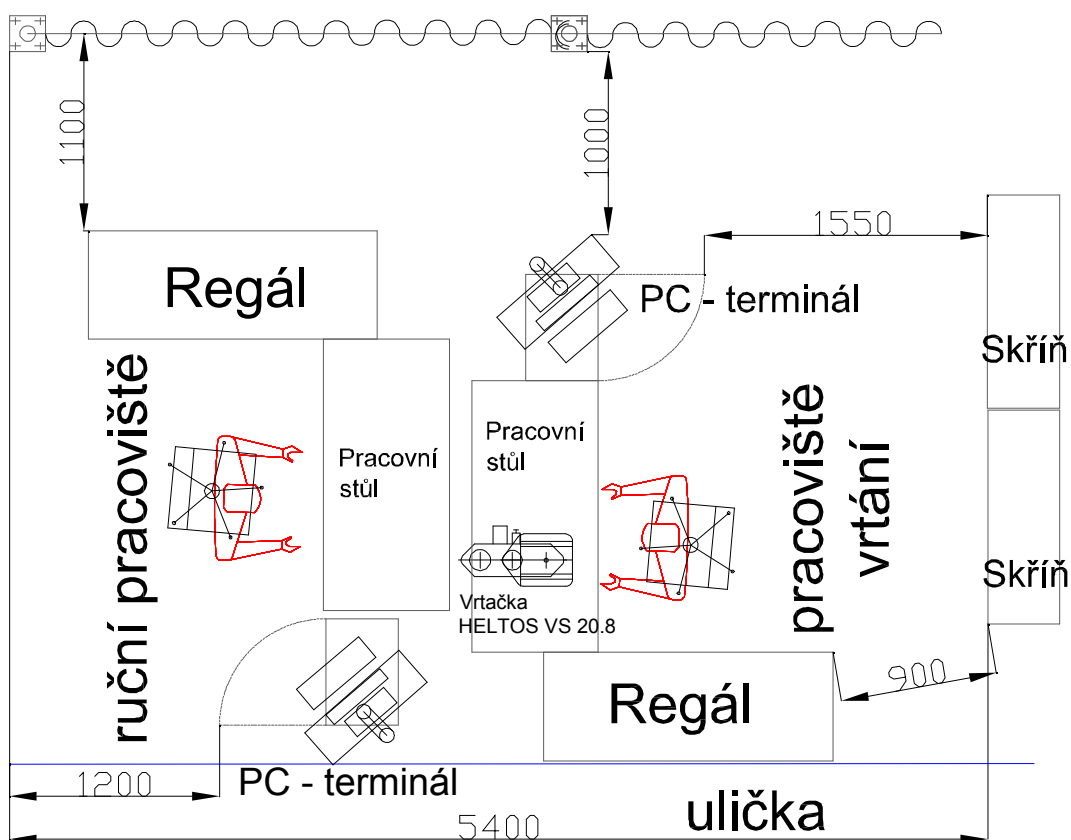 1100
1000
1550
Regál
PC - terminál
Skříň
ruční pracoviště
Pracovní
stůl
Pracovní
stůl
pracoviště
vrtání
Skříň
Vrtačka
HELTOS VS 20.8
Regál
900
1200
PC - terminál
ulička
5400